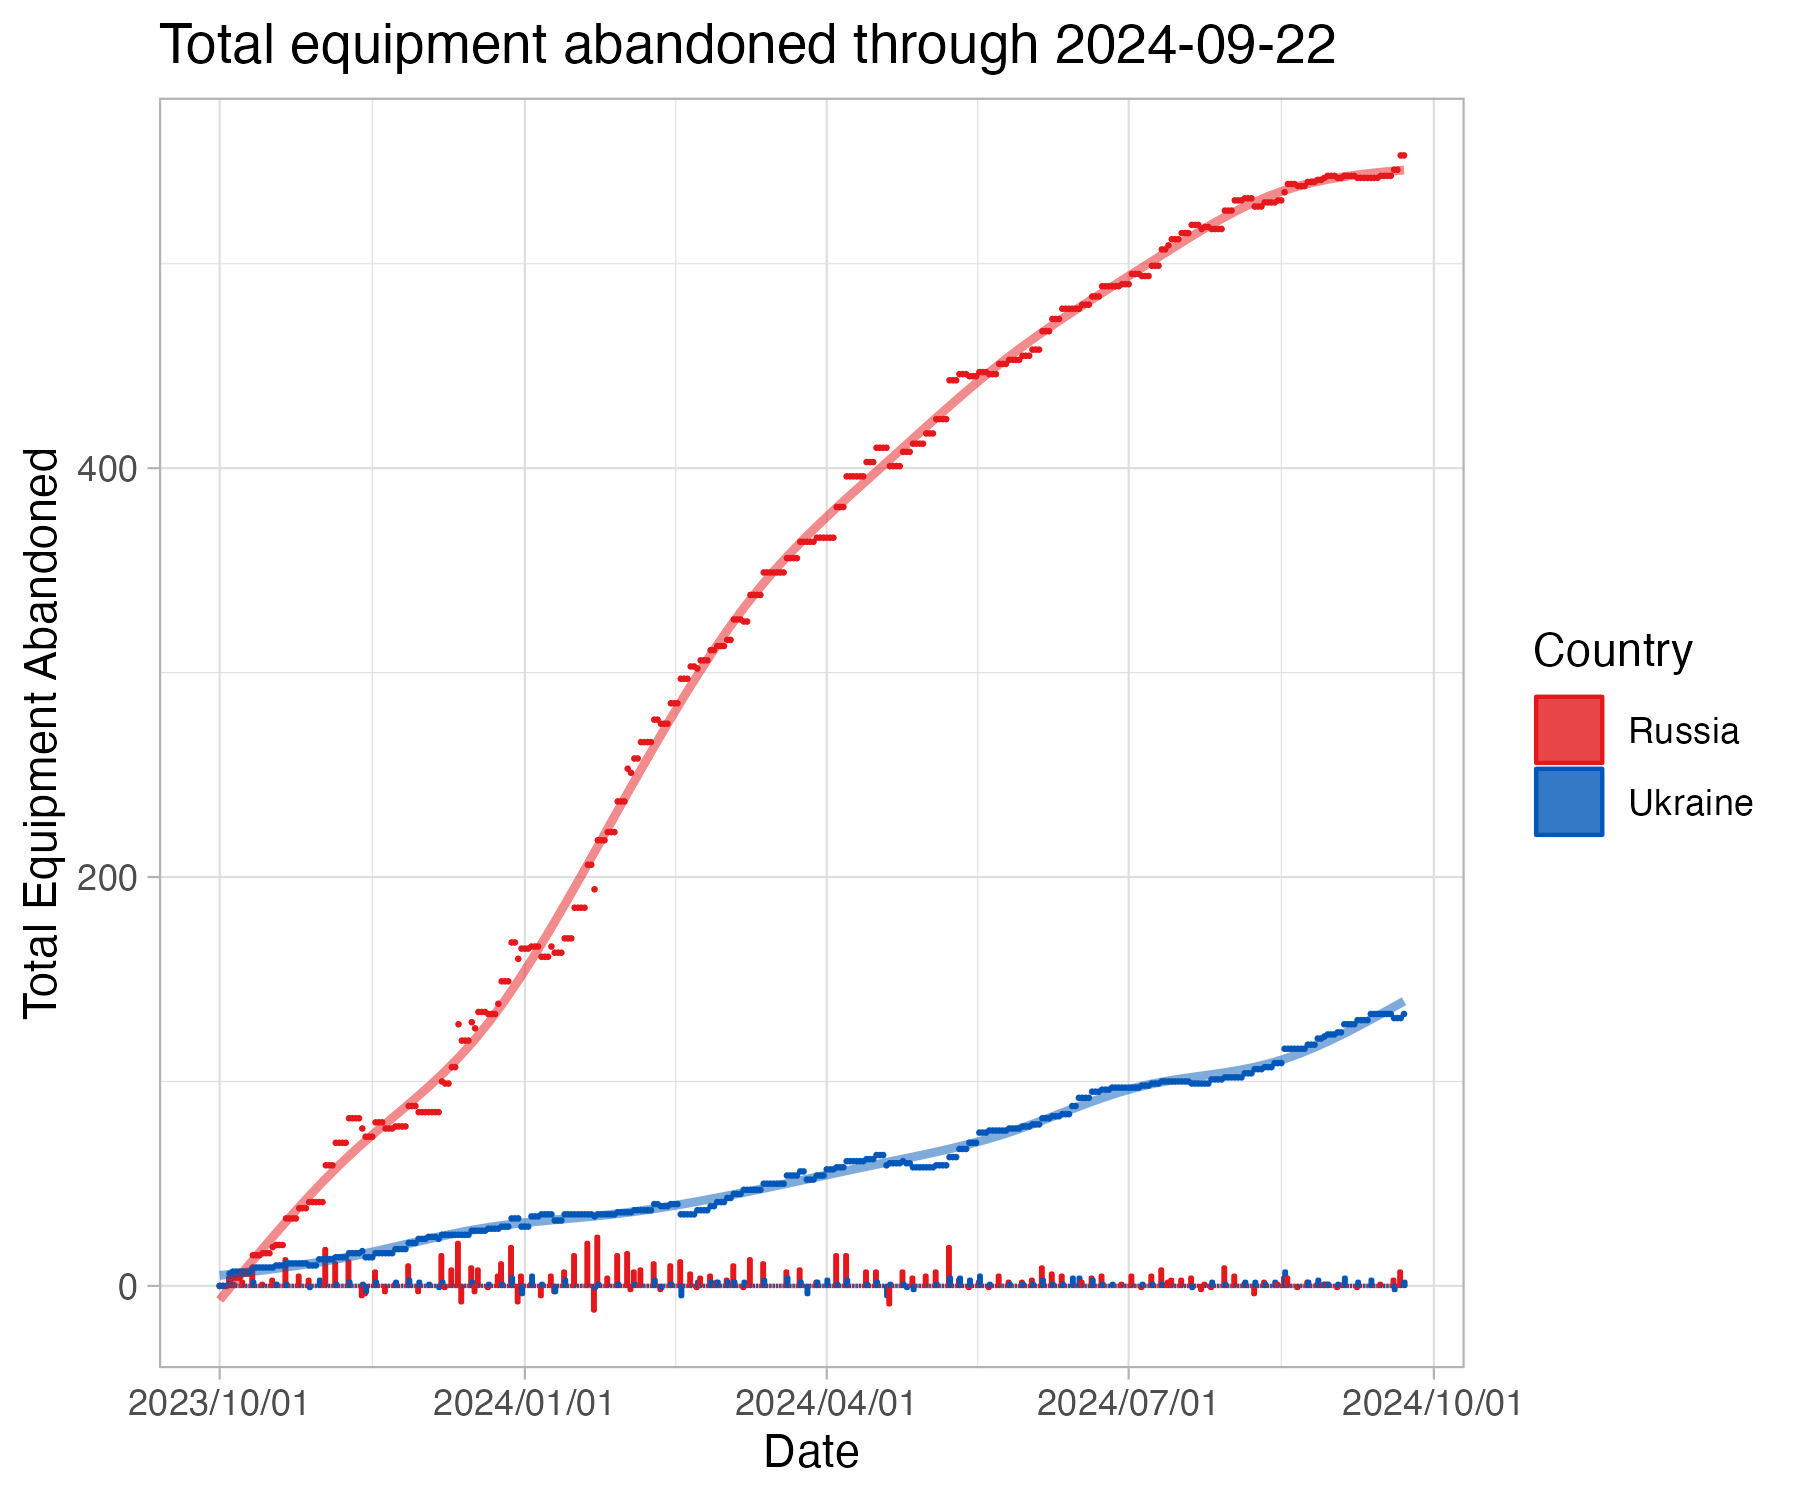 Total equipment abandoned through 2024-09-22
Total Equipment Abandoned
400
200
0
2023/10/01
2024/01/01
2024/04/01
2024/07/01
2024/10/01
Date
Country
Russia
Ukraine